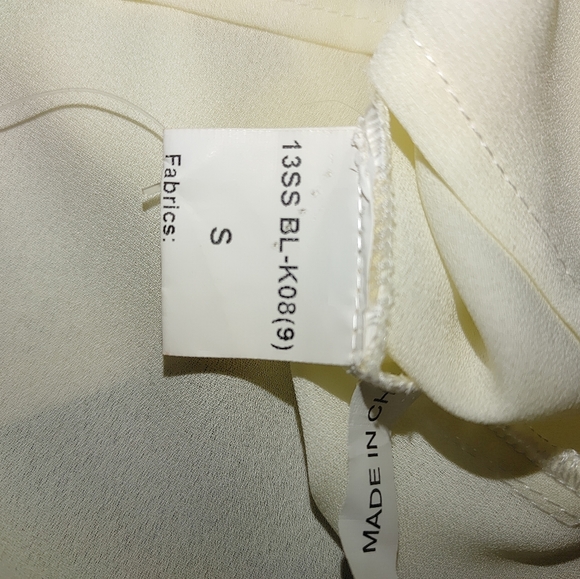 13SS BL-K08(9)
S
Fabrics:
MADE IN CH